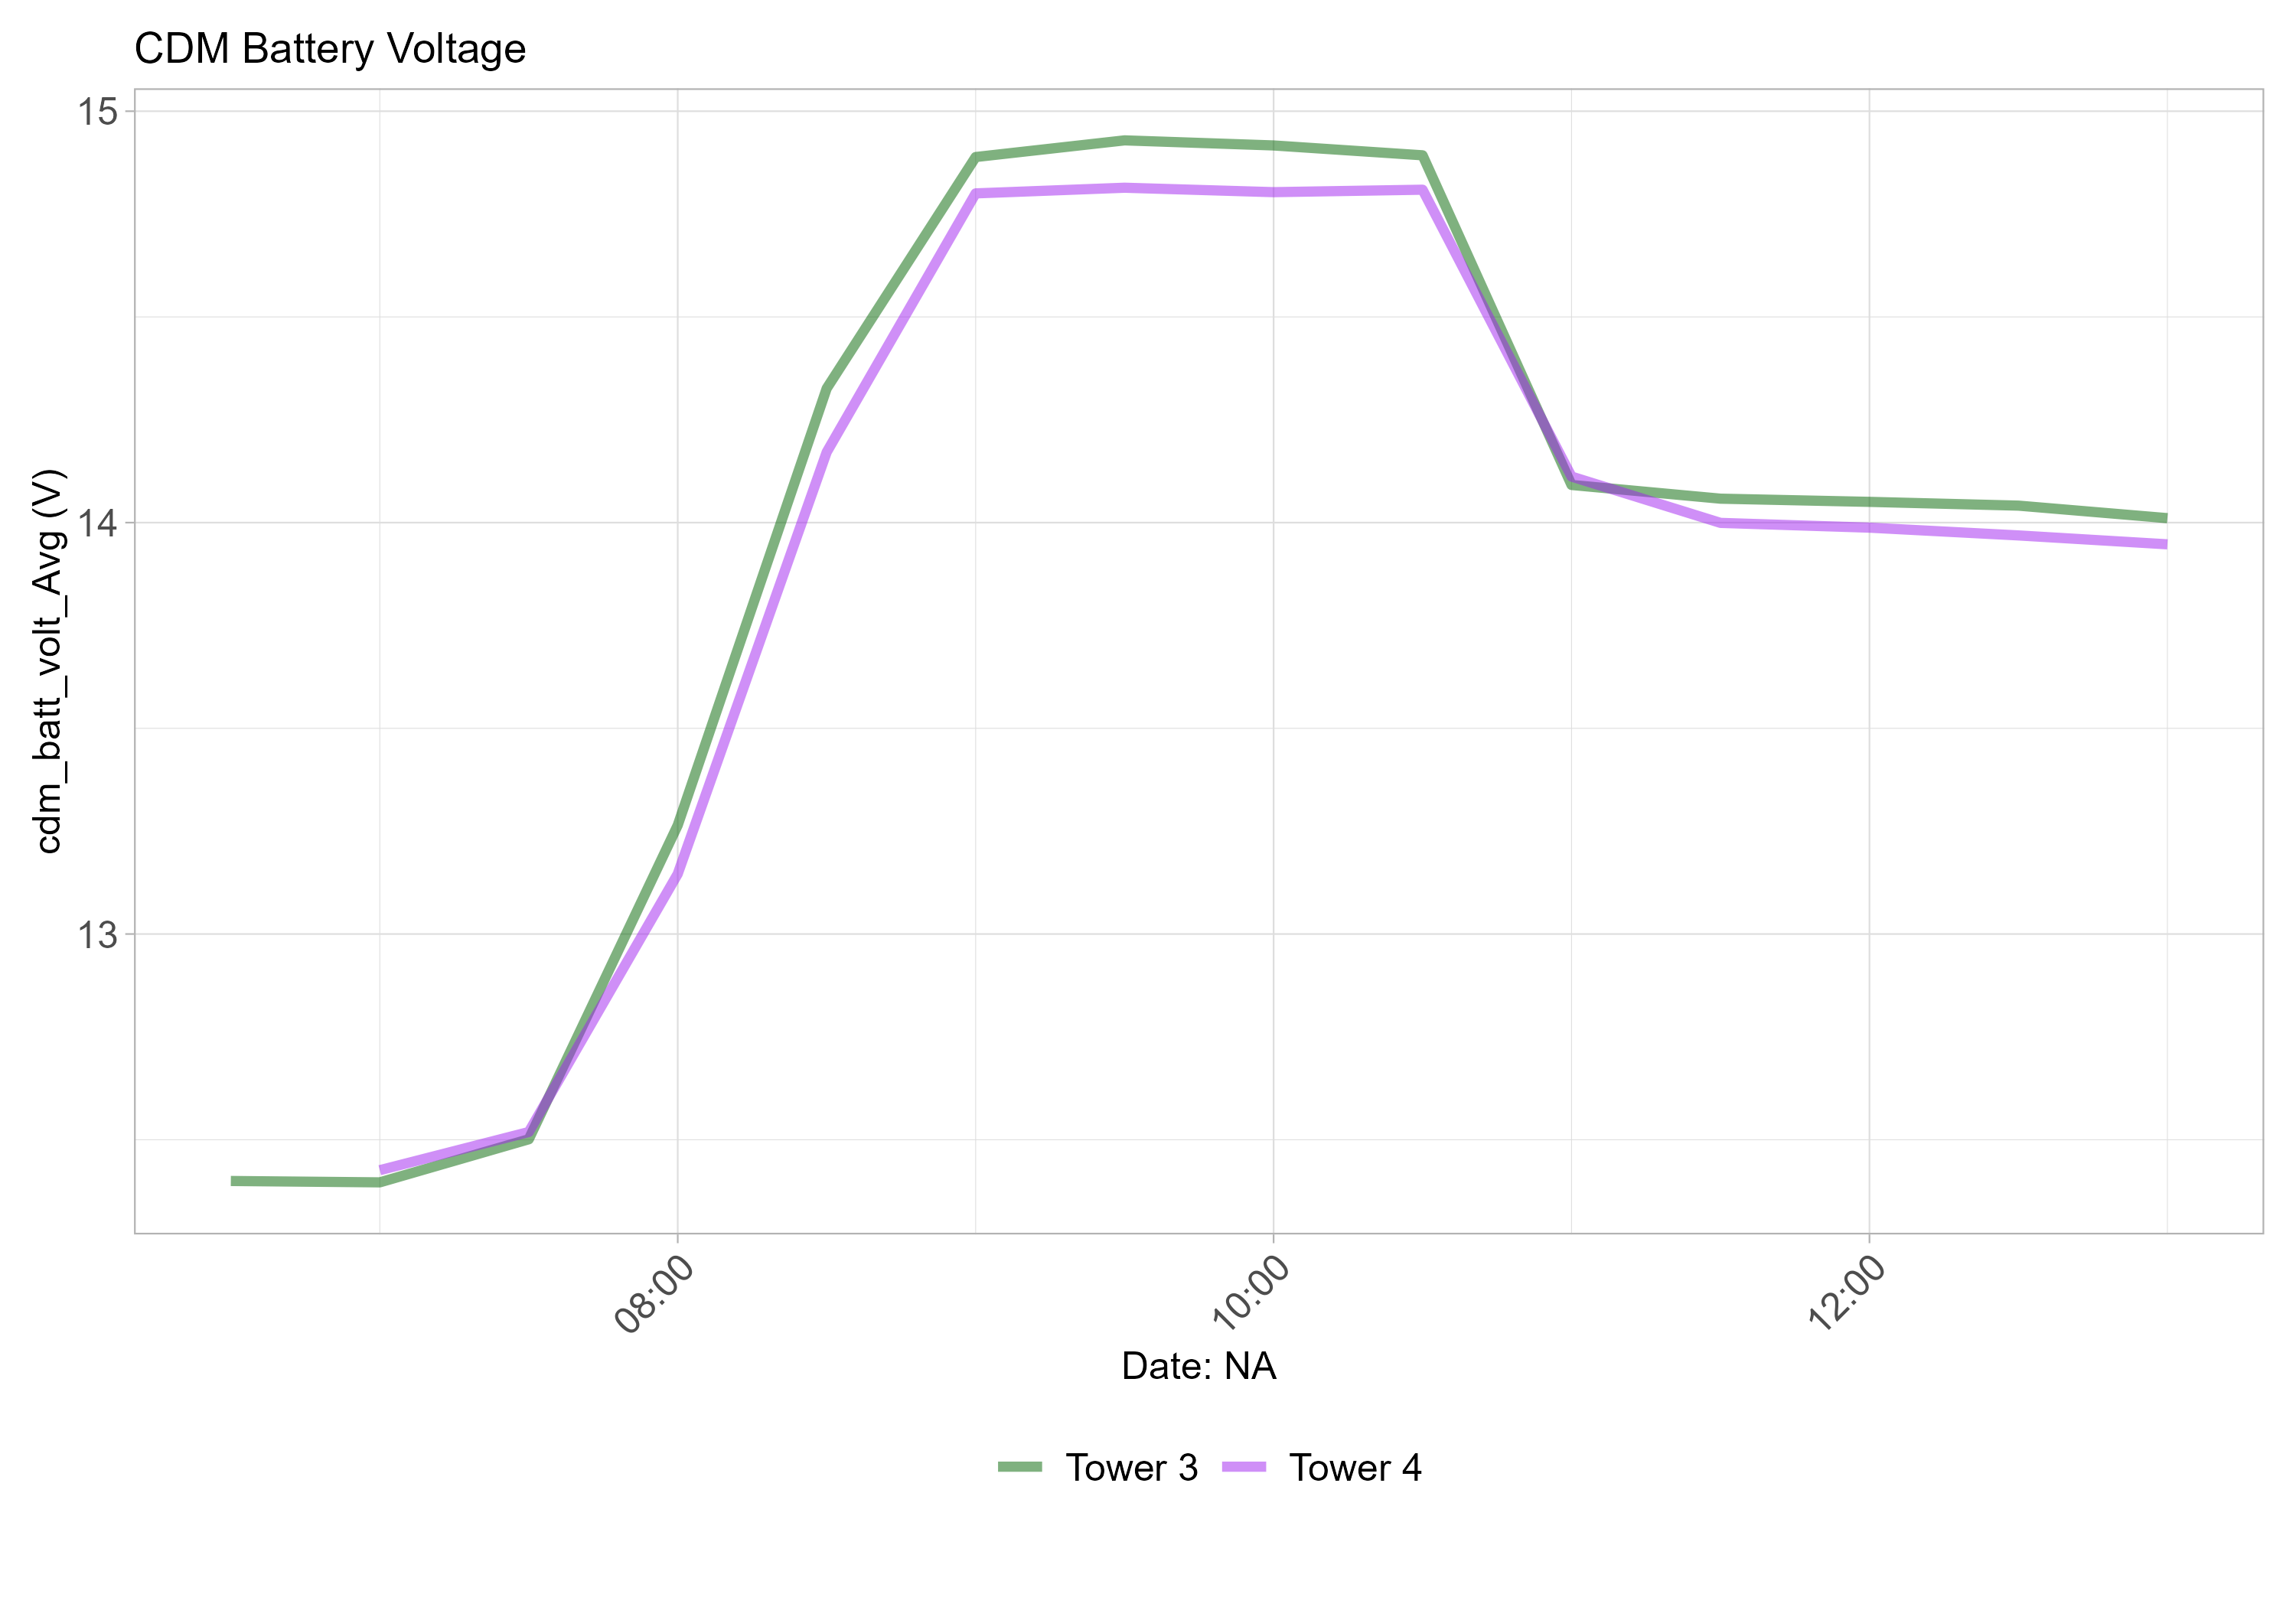 CDM Battery Voltage
15
14
13
cdm_batt_volt_Avg (V)
08:00
10:00
12:00
Date: NA
Tower 3
Tower 4